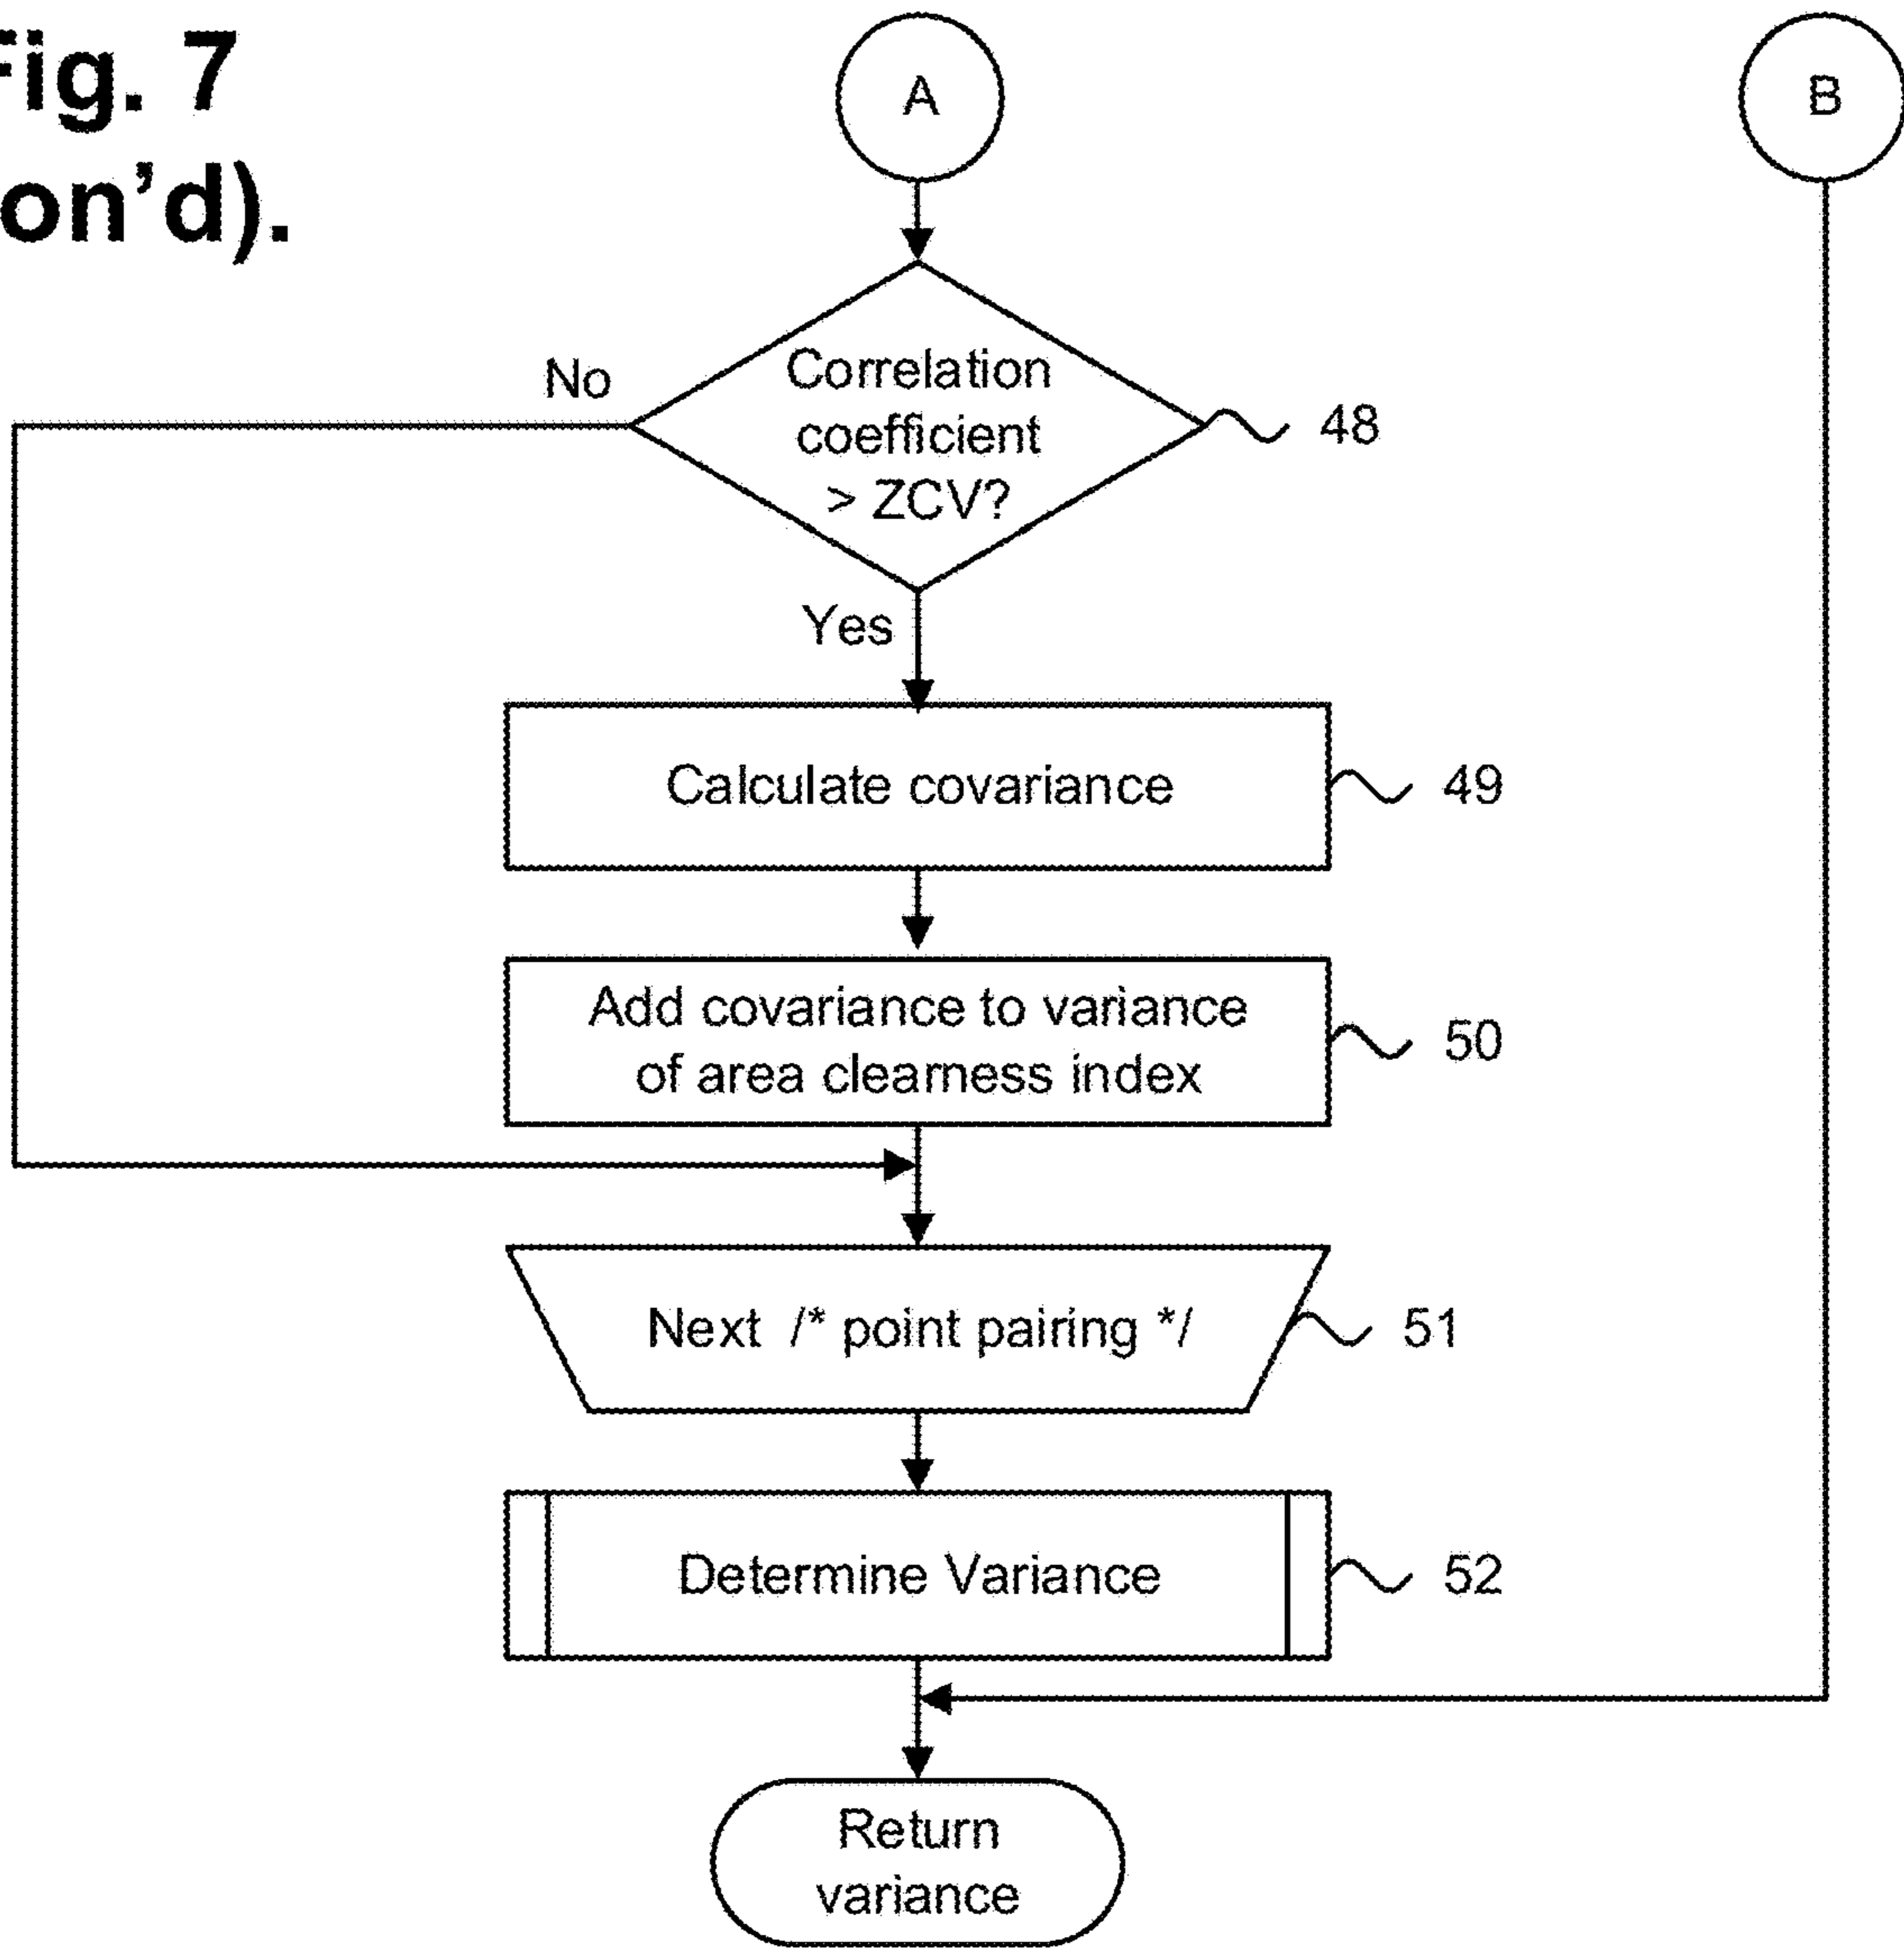 Fig. 7
on'd).
A
B
No
Correlation
coefficient
> ZCV?
48
Yes
Calculate covariance
49
Add covariance to variance
of area clearness index
50
Next /* point pairing */
51
Determine Variance
52
Return
variance